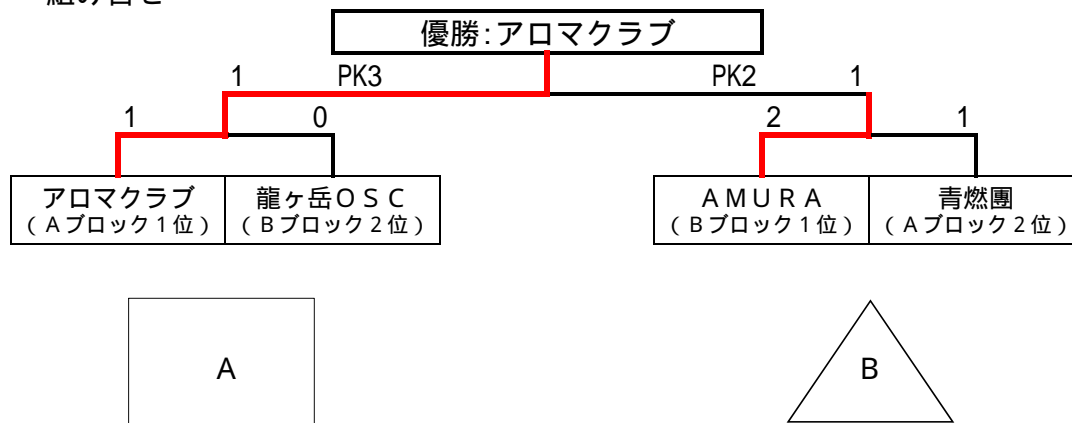 優勝:アロマクラブ
1 PK3 PK2 1
1 0 2 1
アロマクラブ 龍ヶ岳ＯＳＣ ＡＭＵＲＡ 青燃團
(Ａブロック1位) (Ｂブロック2位) (Ｂブロック1位) (Ａブロック2位)
A B